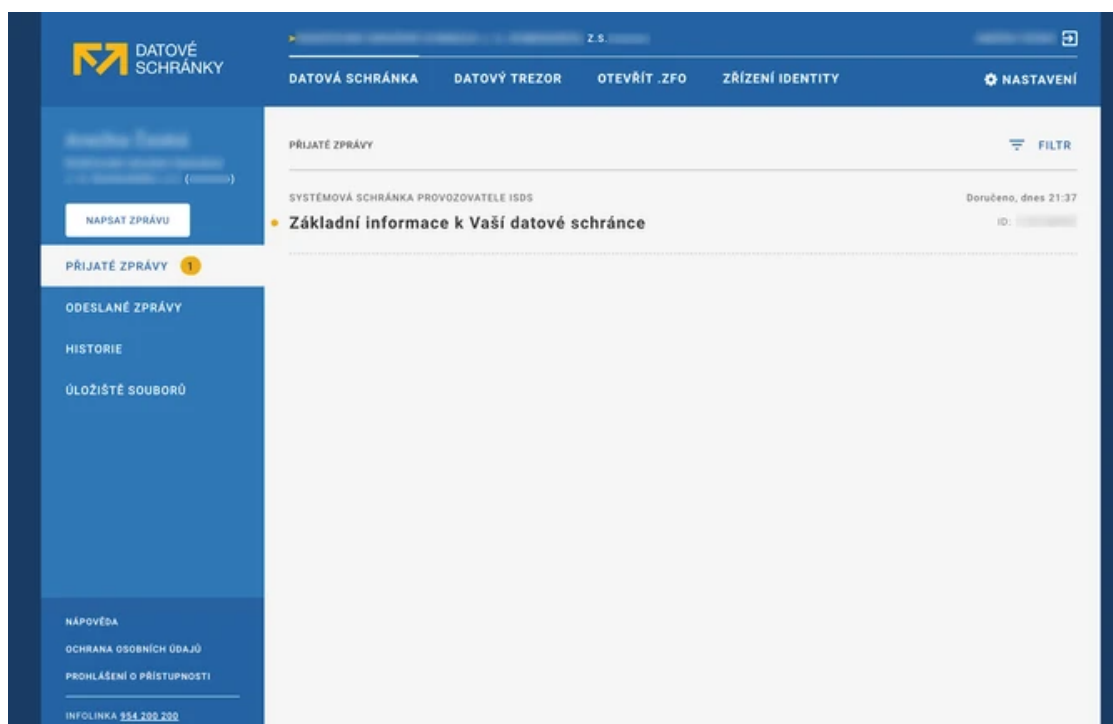 DATOVÉ
SCHRÁNKY
Z.S.
DATOVÁ SCHRÁNKA DATOVÝ TREZOR OTEVŘÍT .ZFO ZŘÍZENÍ IDENTITY NASTAVENÍ
NAPSAT ZPRÁVU
PŘIJATÉ ZPRÁVY 1
ODESLANÉ ZPRÁVY
HISTORIE
ÚLOŽIŠTĚ SOUBORŮ
NÁPOVĚDA
OCHRANA OSOBNÍCH ÚDAJŮ
PROHLÁŠENÍ O PŘÍSTUPNOSTI
INFOLINKA 954 200 200
PŘIJATÉ ZPRÁVY FILTR
SYSTÉMOVÁ SCHRÁNKA PROVOZOVATELE ISDS Doručeno, dnes 21:37
Základní informace k Vaší datové schránce ID: